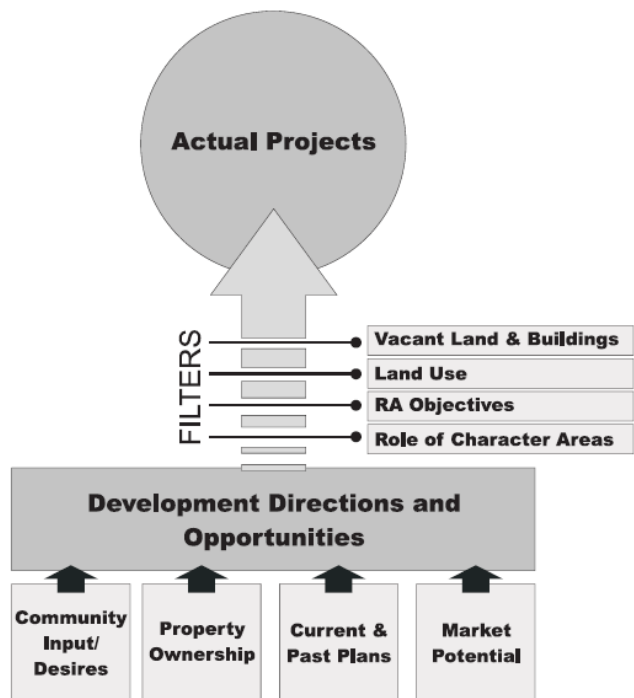 Actual Projects
FILTERS
Vacant Land & Buildings
Land Use
RA Objectives
Role of Character Areas
Development Directions and
Opportunities
Community
Input/
Desires
Property
Ownership
Current &
Past Plans
Market
Potential